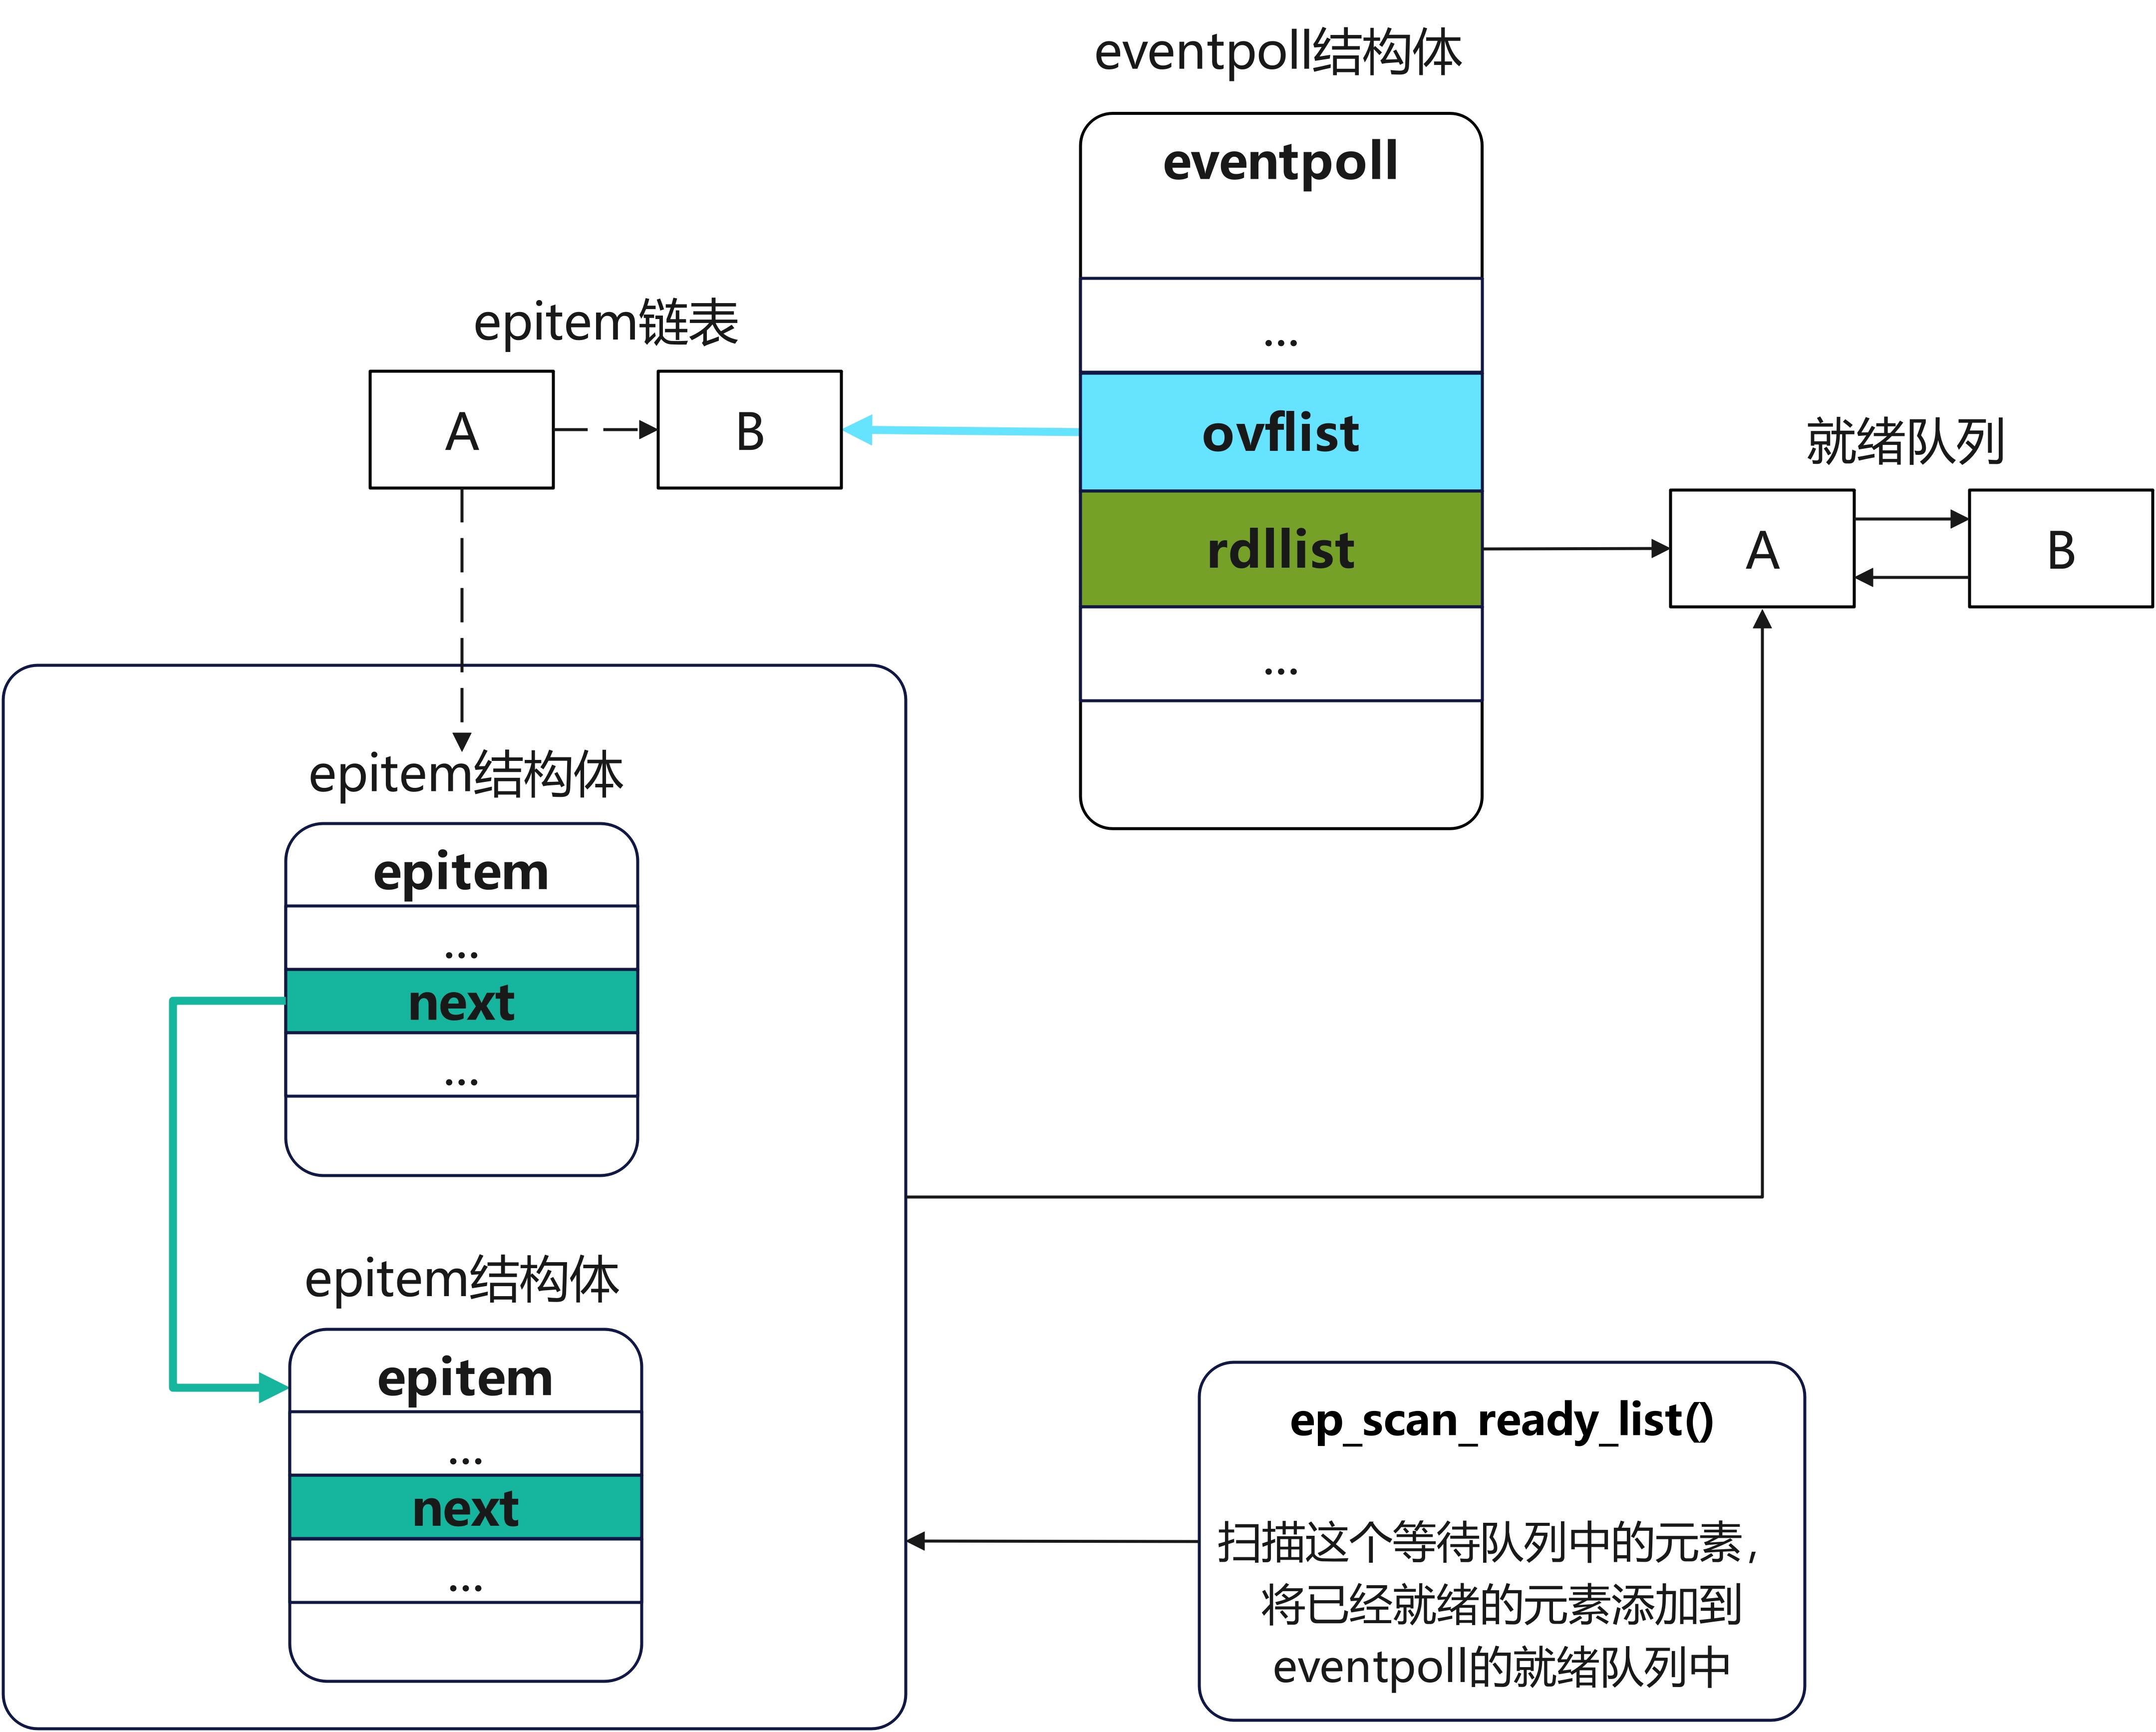 eventpoll结构体
eventpoll
...
epitem链表
A
B
ovflist
就绪队列
rdllist
A
B
...
epitem结构体
epitem
...
next
...
epitem结构体
epitem
...
next
...
ep_scan_ready_list()
扫描这个等待队列中的元素，
将已经就绪的元素添加到
eventpoll的就绪队列中